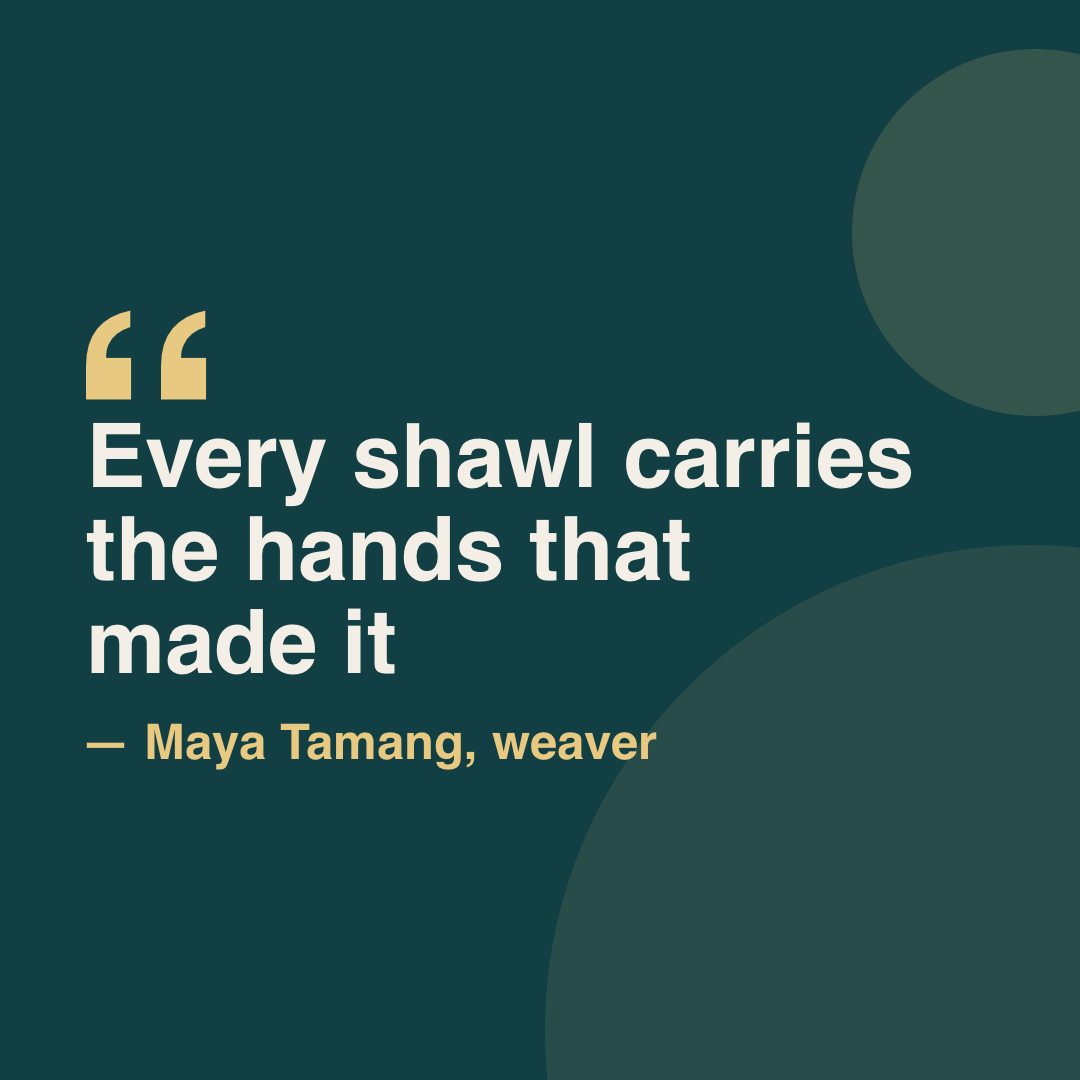 “
Every shawl carries
the hands that
made it
— Maya Tamang, weaver